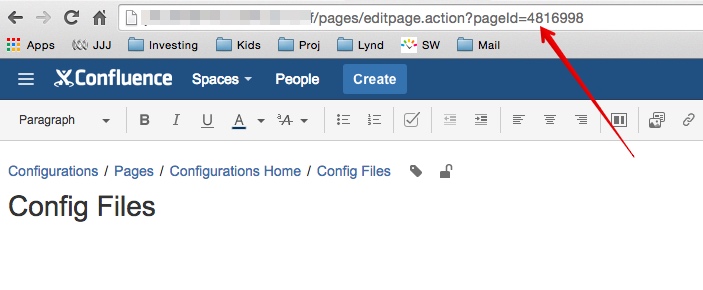 f/pages/editpage.action?pageId=4816998
Apps JJJ Investing Kids Proj Lynd SW Mail
Confluence Spaces People Create
Paragraph B I U A ªA
Configurations / Pages / Configurations Home / Config Files
Config Files